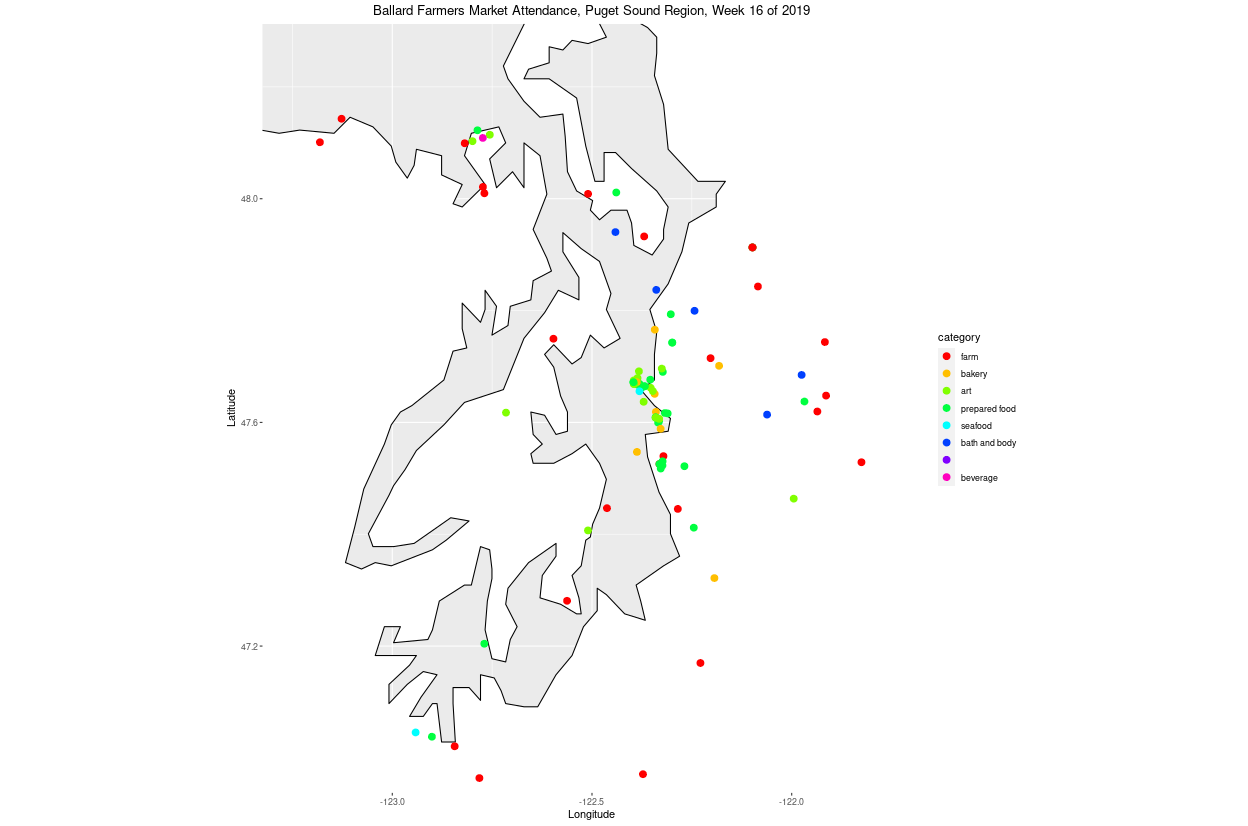 Ballard Farmers Market Attendance, Puget Sound Region, Week 16 of 2019
48.0
47.6
47.2
Latitude
-123.0
-122.5
-122.0
Longitude
category
farm
bakery
art
prepared food
seafood
bath and body
beverage